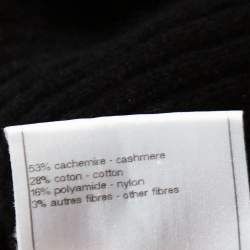 53% cachemire - cashmere
28% coton - cotton
16% polyamide - nylon
3% autres fibres - other fibres